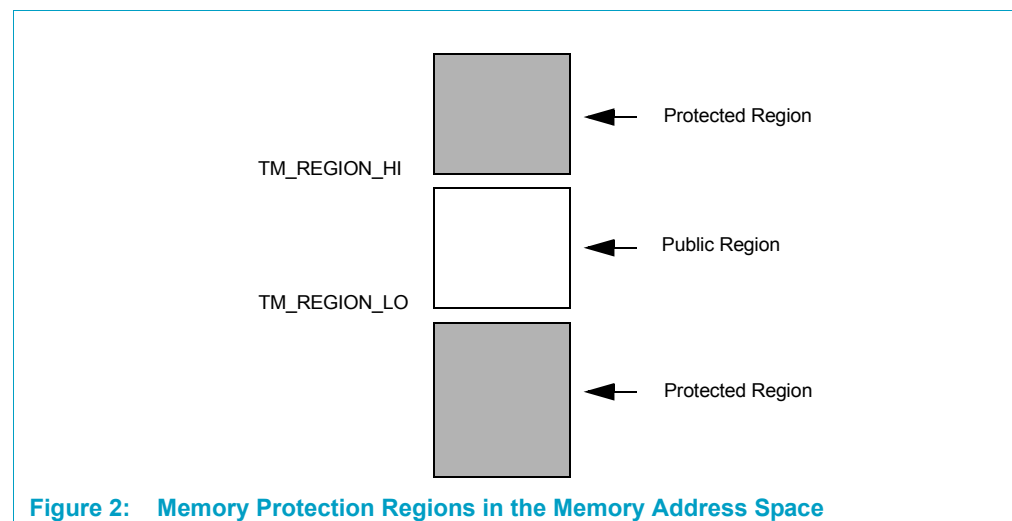 Protected Region
TM_REGION_HI
Public Region
TM_REGION_LO
Protected Region
Figure 2: Memory Protection Regions in the Memory Address Space